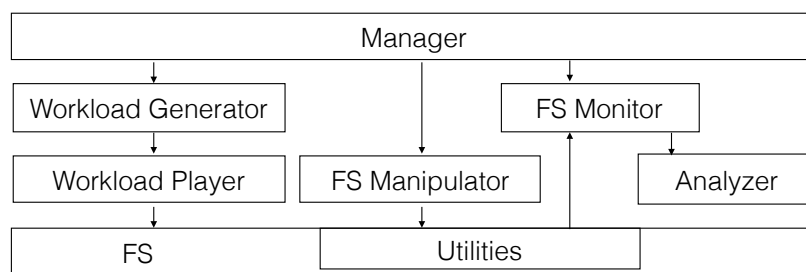 Manager
Workload Generator
FS Monitor
Workload Player
FS Manipulator
Analyzer
FS
Utilities